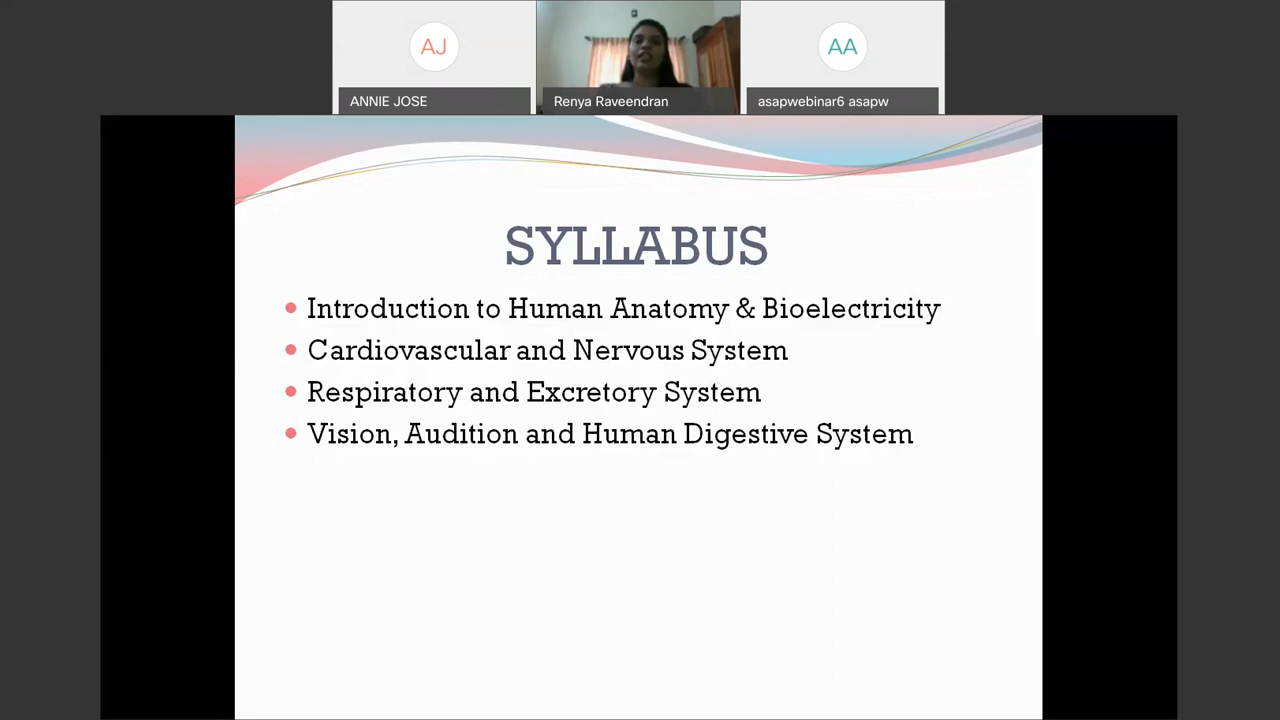 AJ
AA
ANNIE JOSE
Renya Raveendran
asapwebinar6 asapw
SYLLABUS
• Introduction to Human Anatomy & Bioelectricity
• Cardiovascular and Nervous System
• Respiratory and Excretory System
• Vision, Audition and Human Digestive System